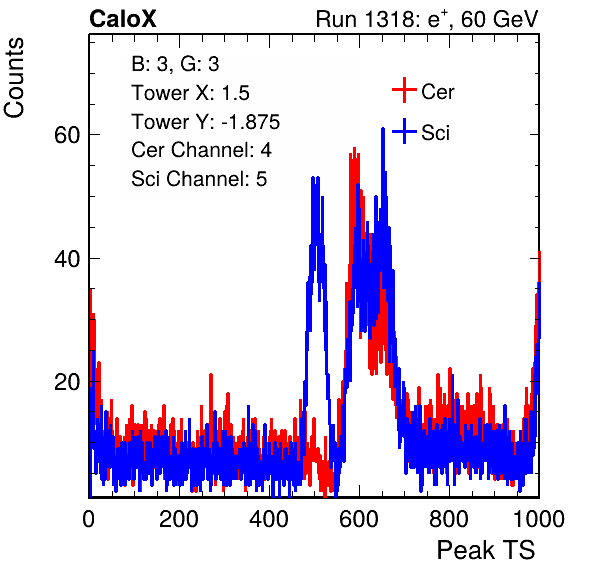 CaloX Run 1318: e⁺, 60 GeV
Counts
B: 3, G: 3
Tower X: 1.5
Tower Y: -1.875
Cer Channel: 4
Sci Channel: 5
Cer
Sci
60
40
20
0 200 400 600 800 1000
Peak TS